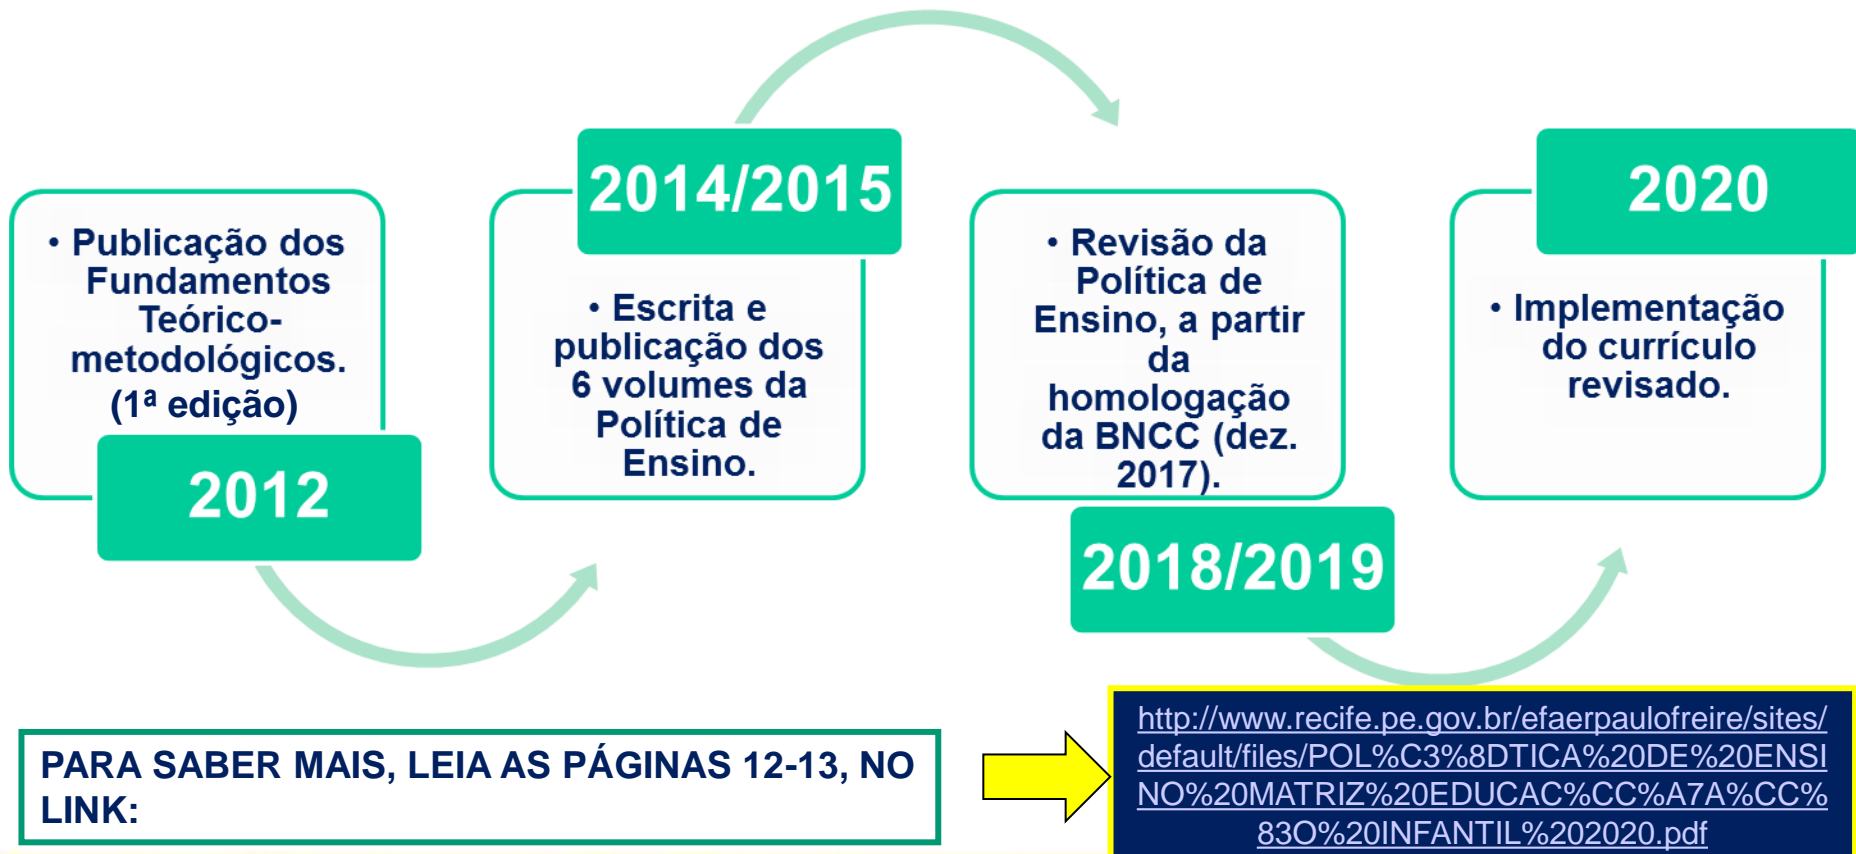 • Publicação dos
Fundamentos
Teórico-
metodológicos.
(1ª edição)
2012
2014/2015
• Escrita e
publicação dos
6 volumes da
Política de
Ensino.
• Revisão da
Política de
Ensino, a partir
da
homologação
da BNCC (dez.
2017).
2018/2019
2020
• Implementação
do currículo
revisado.
PARA SABER MAIS, LEIA AS PÁGINAS 12-13, NO
LINK:
http://www.recife.pe.gov.br/efaerpaulofreire/sites/
default/files/POL%C3%8DTICA%20DE%20ENSI
NO%20MATRIZ%20EDUCAC%CC%A7A%CC%
83O%20INFANTIL%202020.pdf